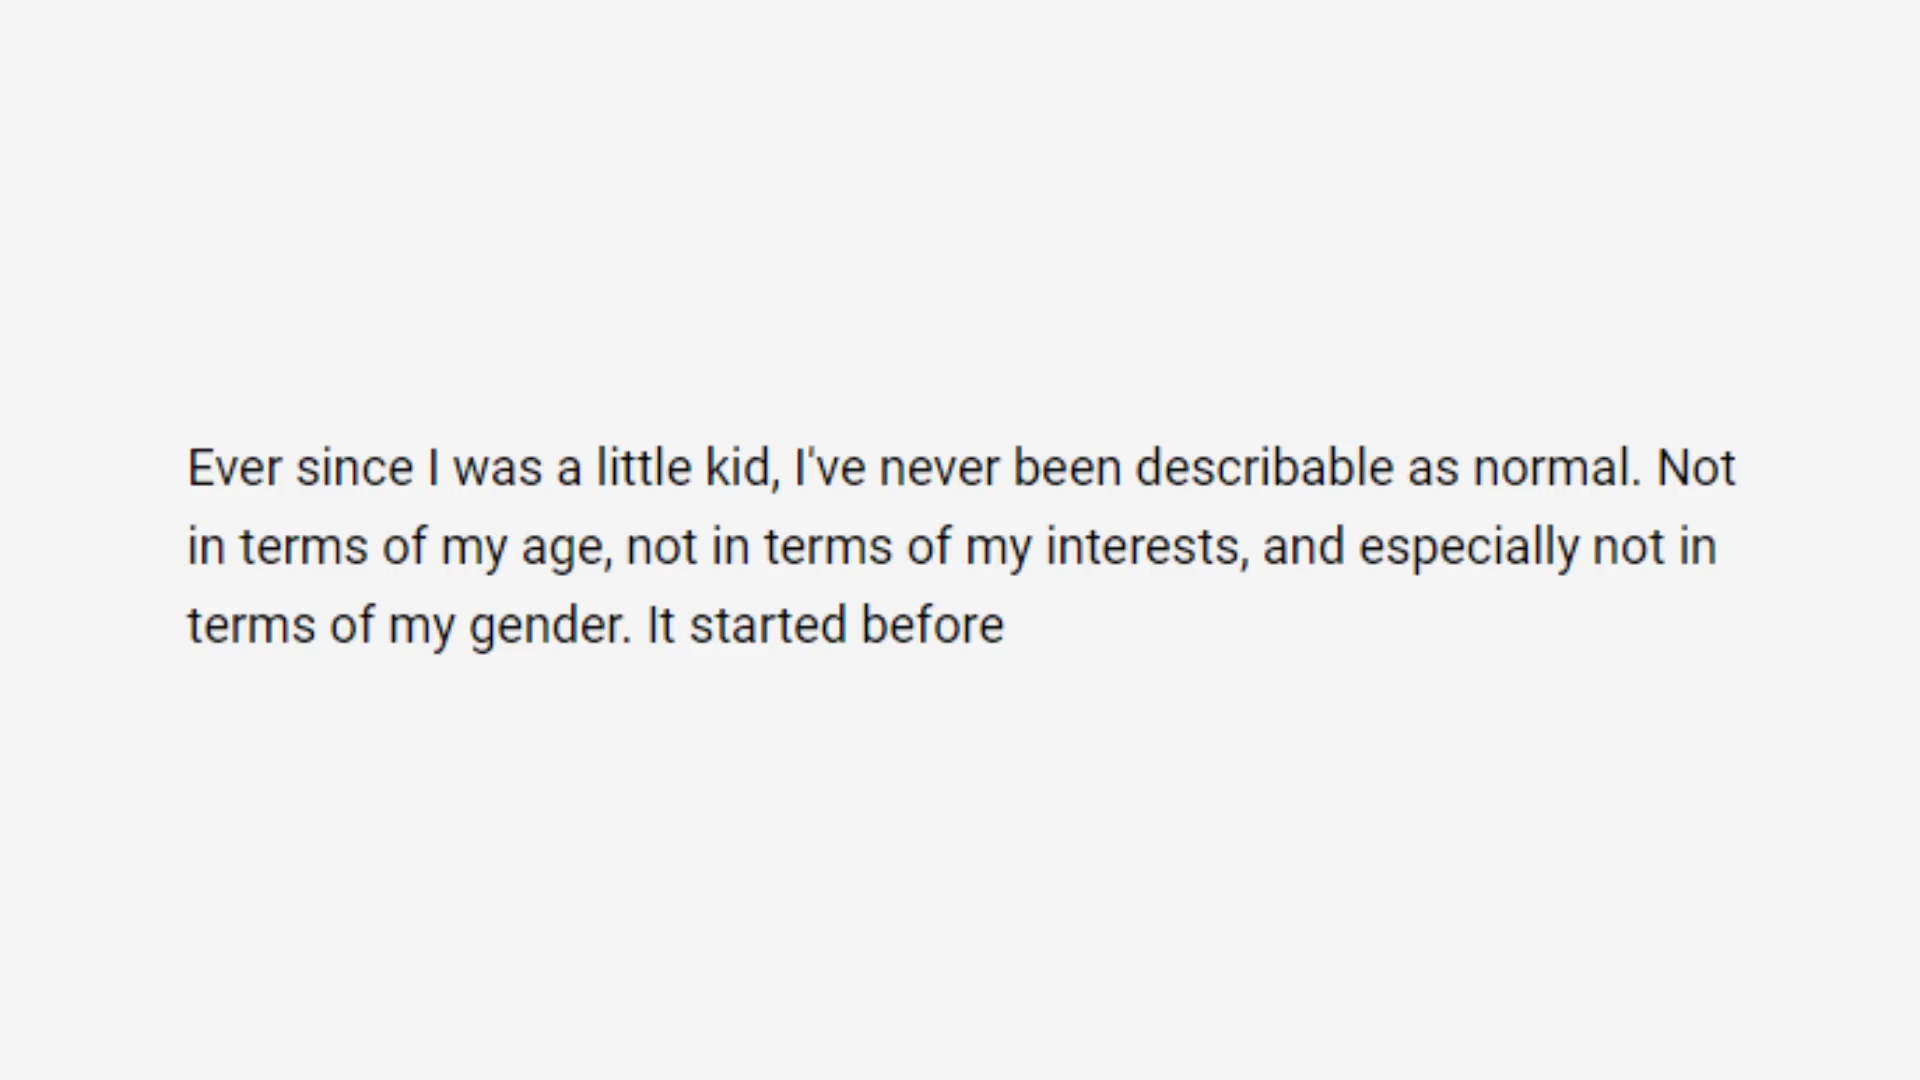 Ever since I was a little kid, I've never been describable as normal. Not
in terms of my age, not in terms of my interests, and especially not in
terms of my gender. It started before